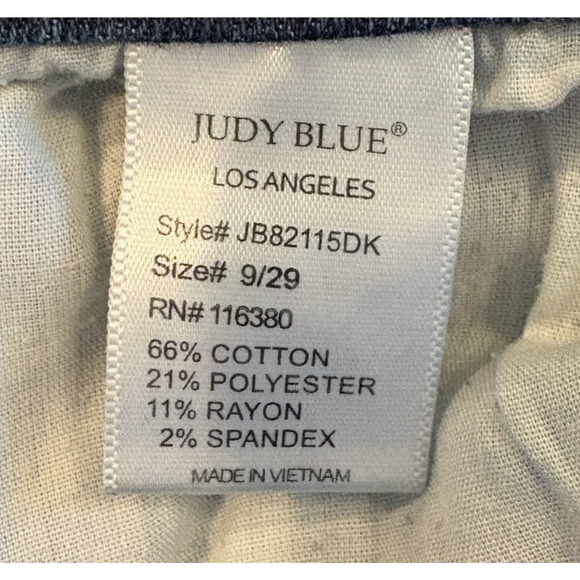 JUDY BLUE®
LOS ANGELES
Style# JB82115DK
Size# 9/29
RN# 116380
66% COTTON
21% POLYESTER
11% RAYON
2% SPANDEX
MADE IN VIETNAM